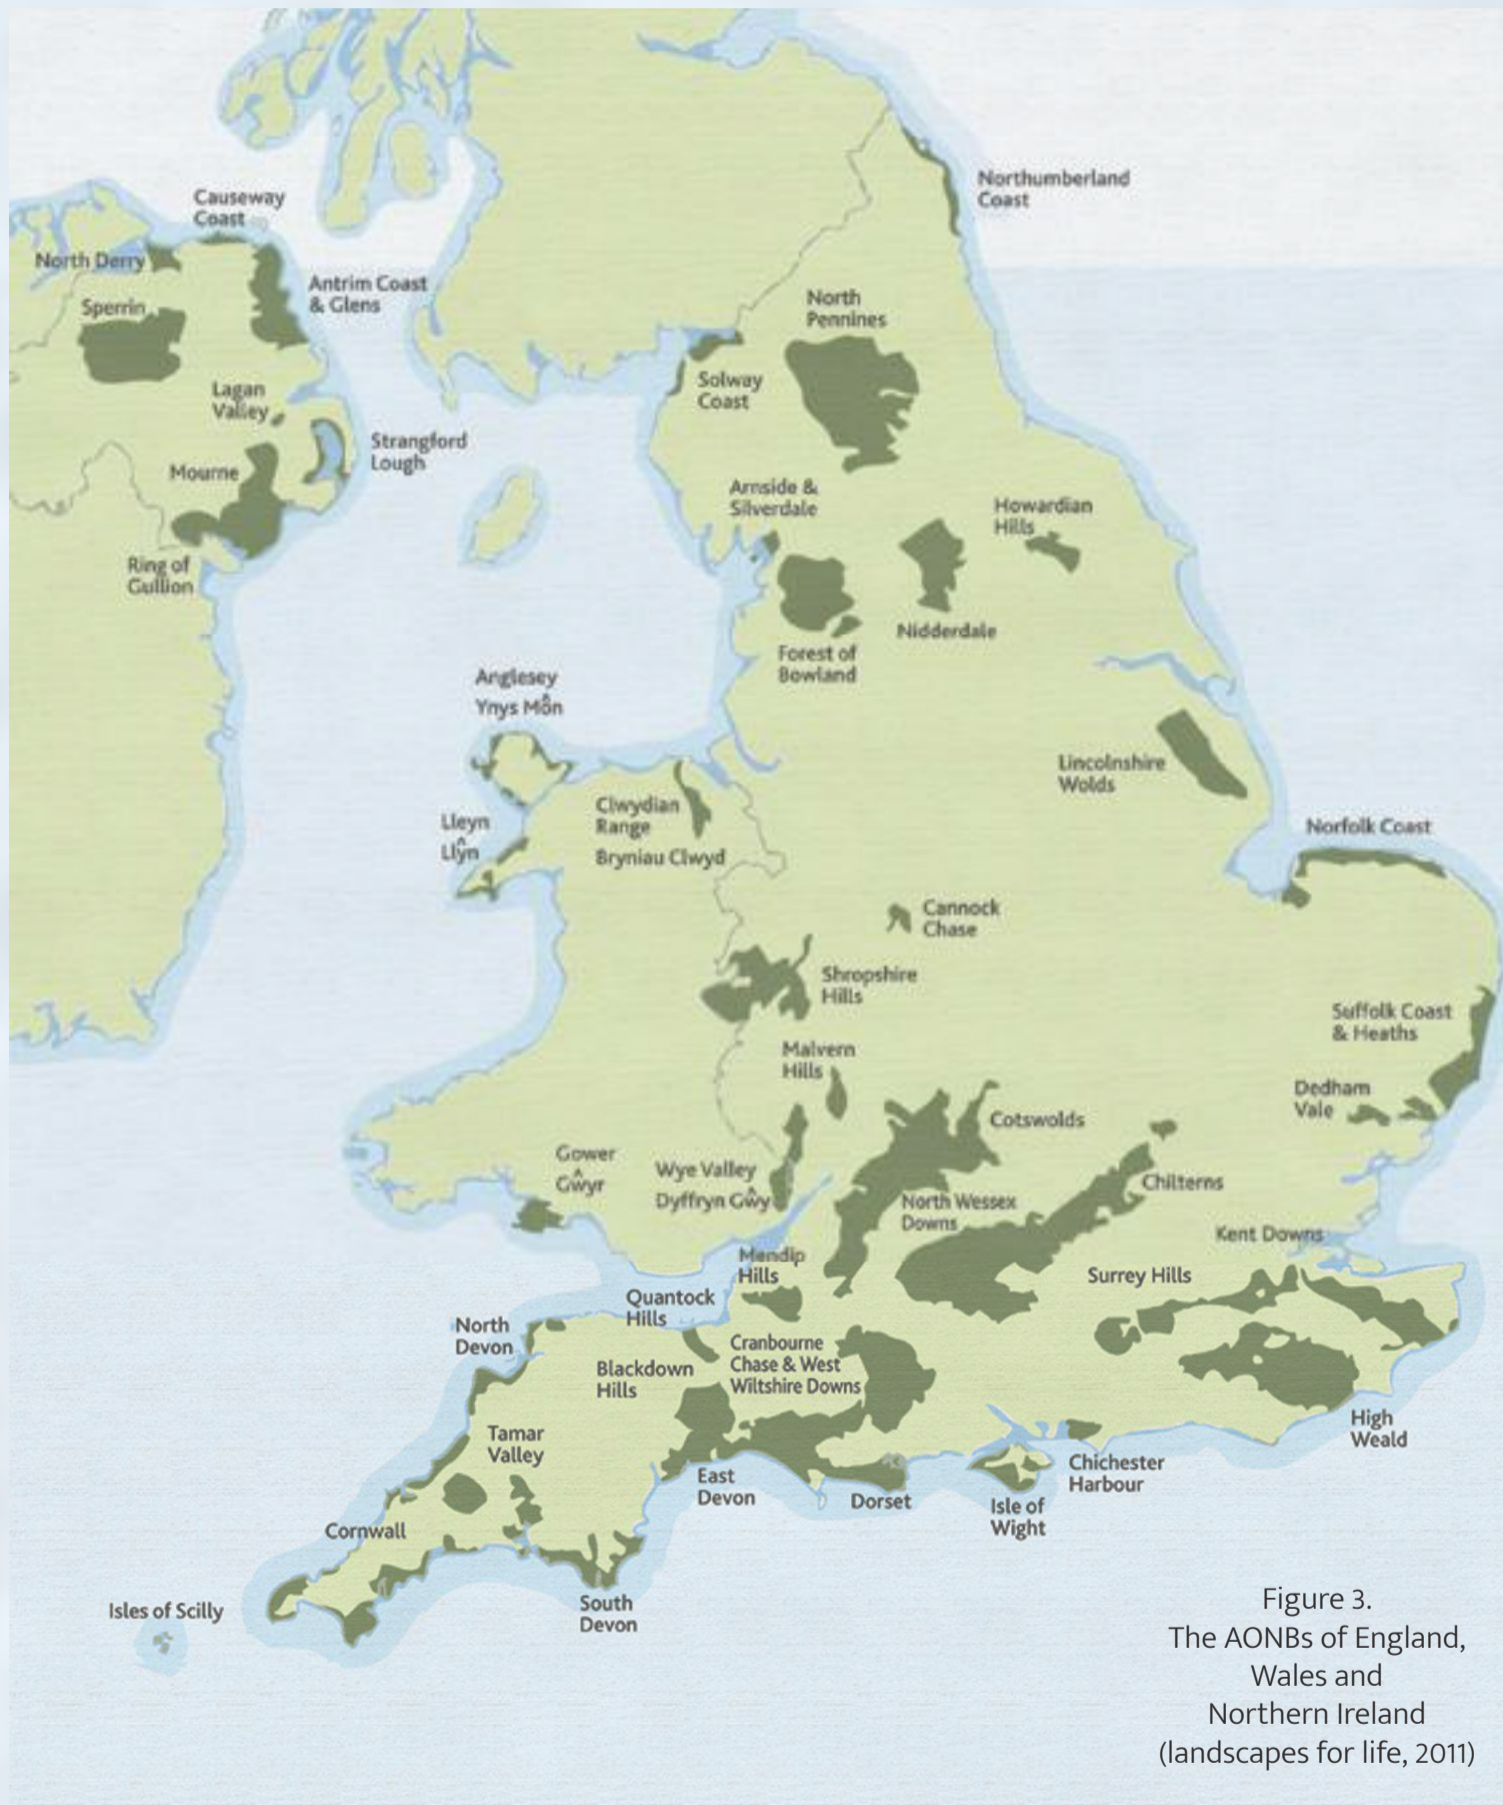 Causeway
Coast
North Derry
Sperrin
Antrim Coast
& Glens
Lagan
Valley
Strangford
Lough
Mourne
Ring of
Gullion
Northumberland
Coast
North
Pennines
Solway
Coast
Arnside &
Silverdale
Howardian
Hills
Nidderdale
Forest of
Bowland
Anglesey
Ynys Môn
Lincolnshire
Wolds
Clwydian
Range
Bryniau Clwyd
Lleyn
Llŷn
Norfolk Coast
Cannock
Chase
Shropshire
Hills
Suffolk Coast
& Heaths
Malvern
Hills
Dedham
Vale
Cotswolds
Gower
Gŵyr
Wye Valley
Dyffryn Gŵy
Chilterns
North Wessex
Downs
Kent Downs
Mendip
Hills
Surrey Hills
Quantock
Hills
North
Devon
Cranbourne
Chase & West
Wiltshire Downs
Blackdown
Hills
Tamar
Valley
High
Weald
East
Devon
Dorset
Chichester
Harbour
Isle of
Wight
Cornwall
Isles of Scilly
South
Devon
Figure 3.
The AONBs of England,
Wales and
Northern Ireland
(landscapes for life, 2011)